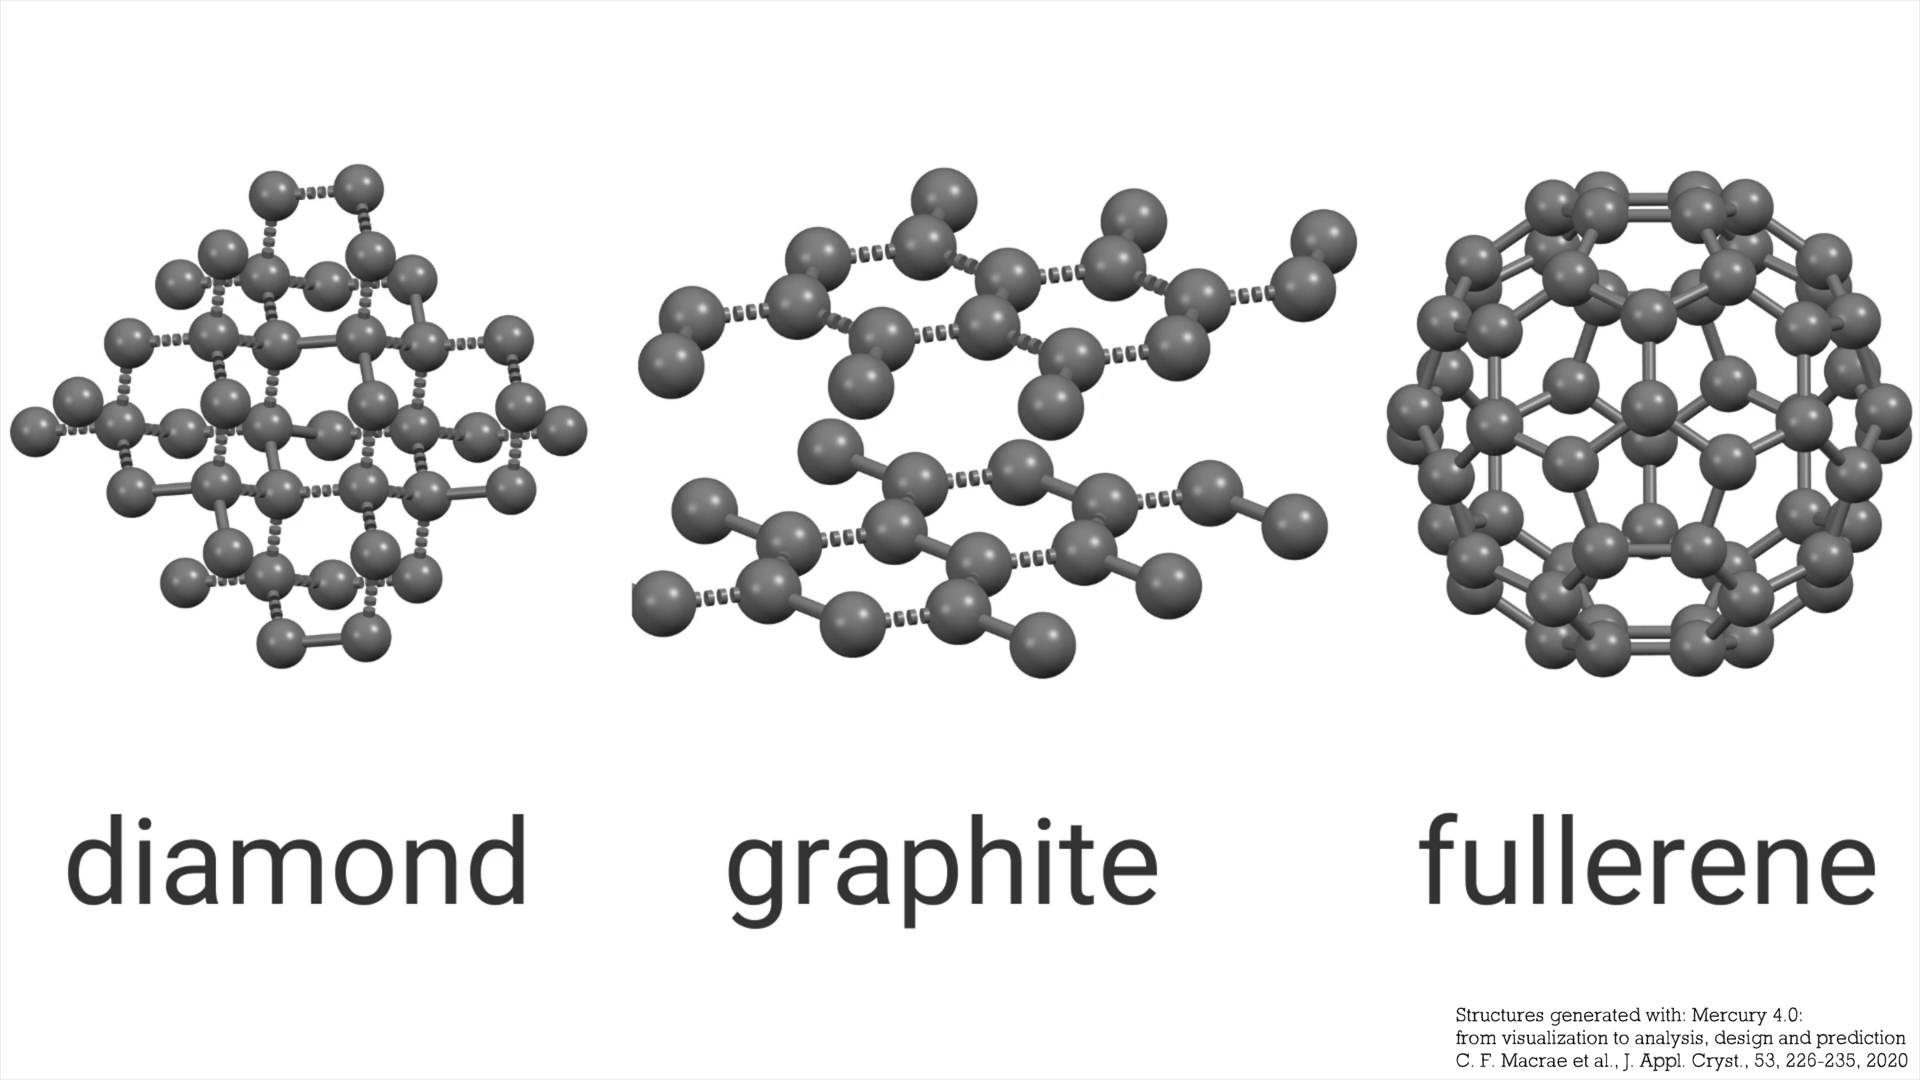 diamond
graphite
fullerene
Structures generated with: Mercury 4.0:
from visualization to analysis, design and prediction
C. F. Macrae et al., J. Appl. Cryst., 53, 226-235, 2020